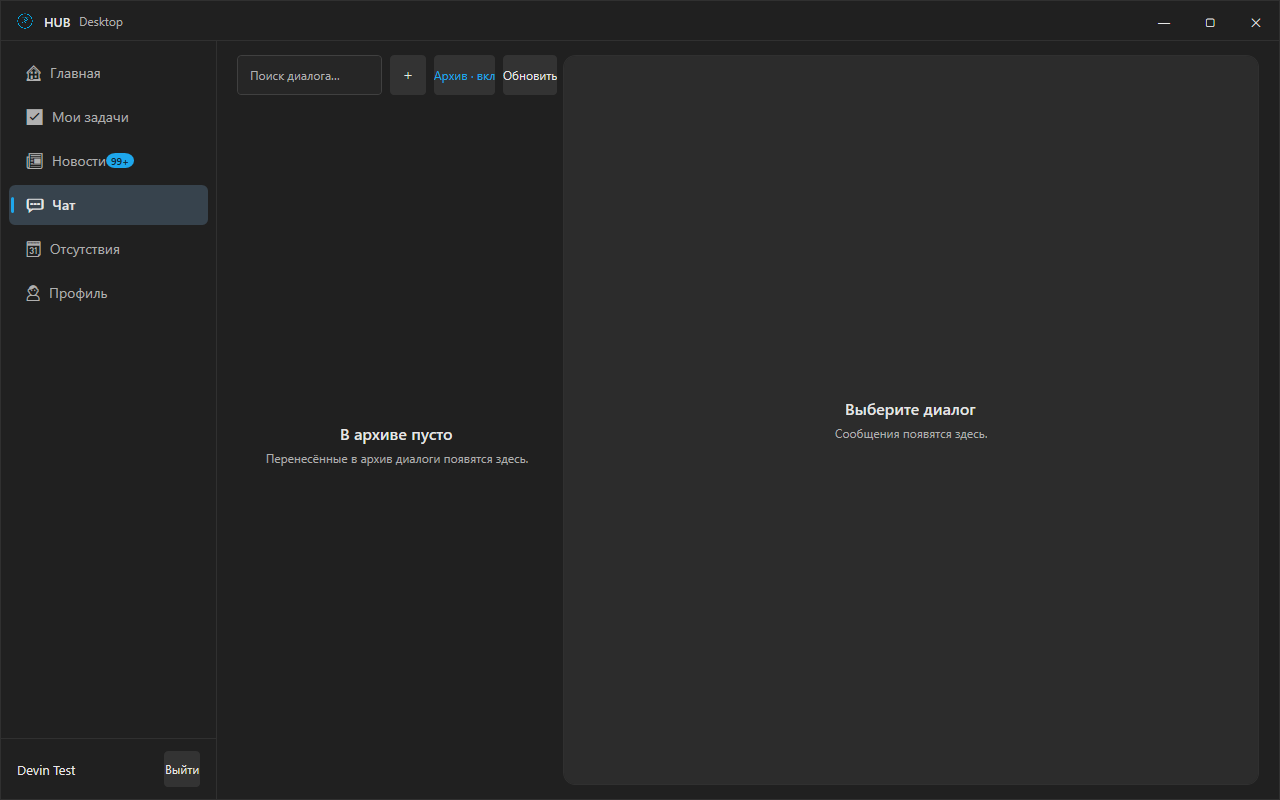 HUB Desktop
Главная
Мои задачи
Новости 99+
Чат
31 Отсутствия
Профиль
Devin Test
Выйти
Поиск диалога...
+
Архив · вкл
Обновить
В архиве пусто
Перенесённые в архив диалоги появятся здесь.
Выберите диалог
Сообщения появятся здесь.